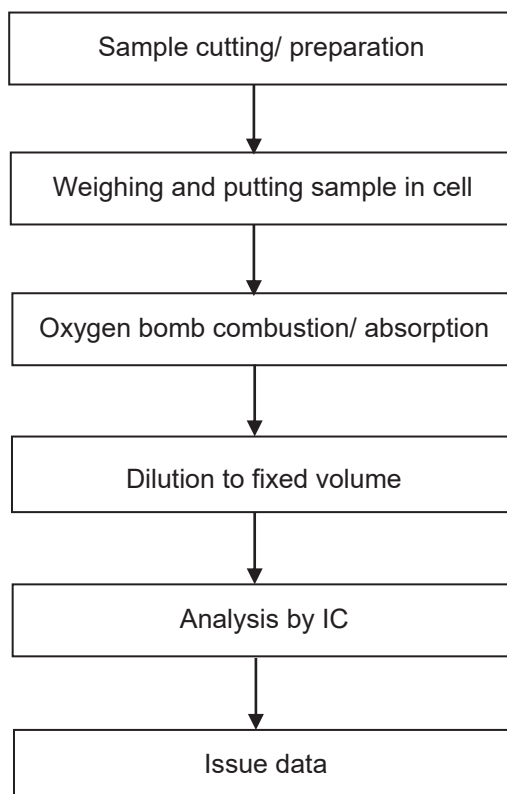 Sample cutting/ preparation
Weighing and putting sample in cell
Oxygen bomb combustion/ absorption
Dilution to fixed volume
Analysis by IC
Issue data